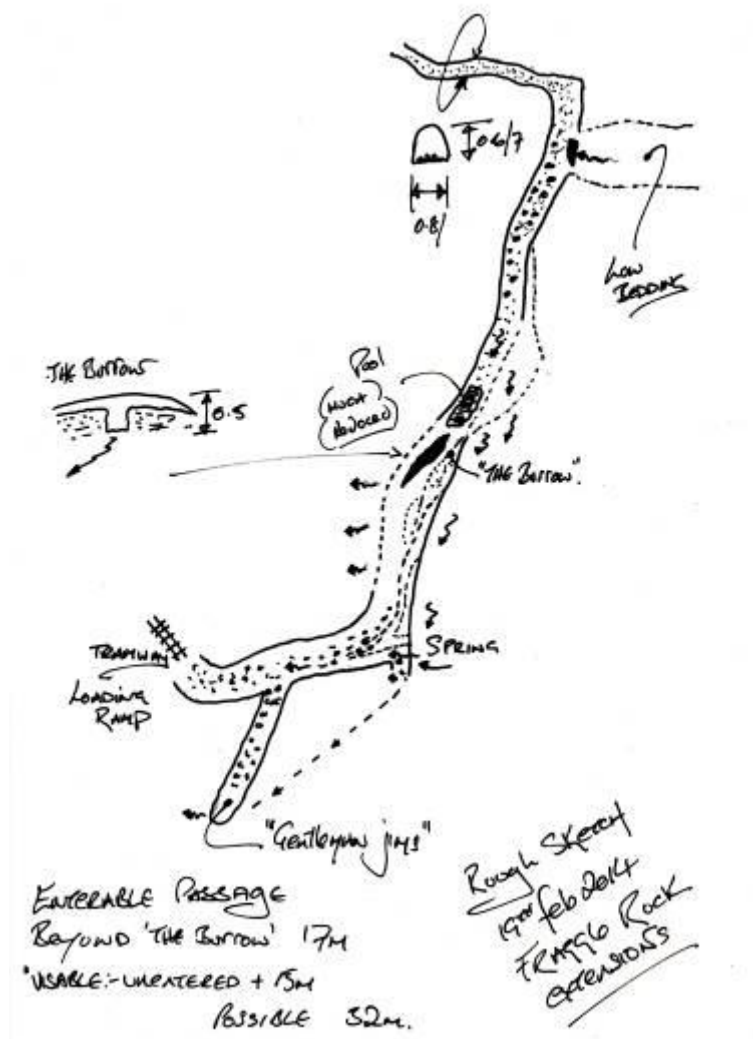 0.6/7
0.8/
LOW
BEDDING
THE BURROW
0.5
Pool
(MUCH
REDUCED)
"THE BURROW".
SPRING
TRAMWAY
LOADING
RAMP
"Gentleman jims"
ENTERABLE PASSAGE
BEYOND 'THE BURROW' 17M
'VISABLE:-UNENTERED + 15M
POSSIBLE 32M.
Rough Sketch
19th feb 2014
FRAGGLE ROCK
extensions